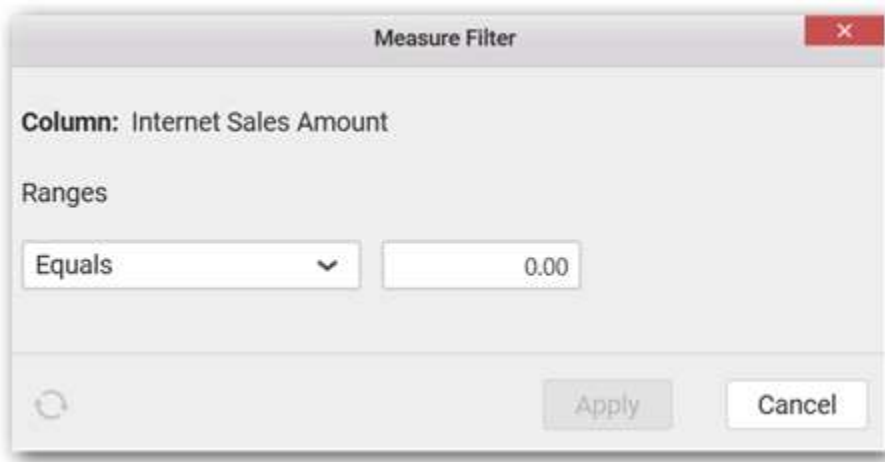 Measure Filter
Column: Internet Sales Amount
Ranges
Equals 0.00
Apply Cancel